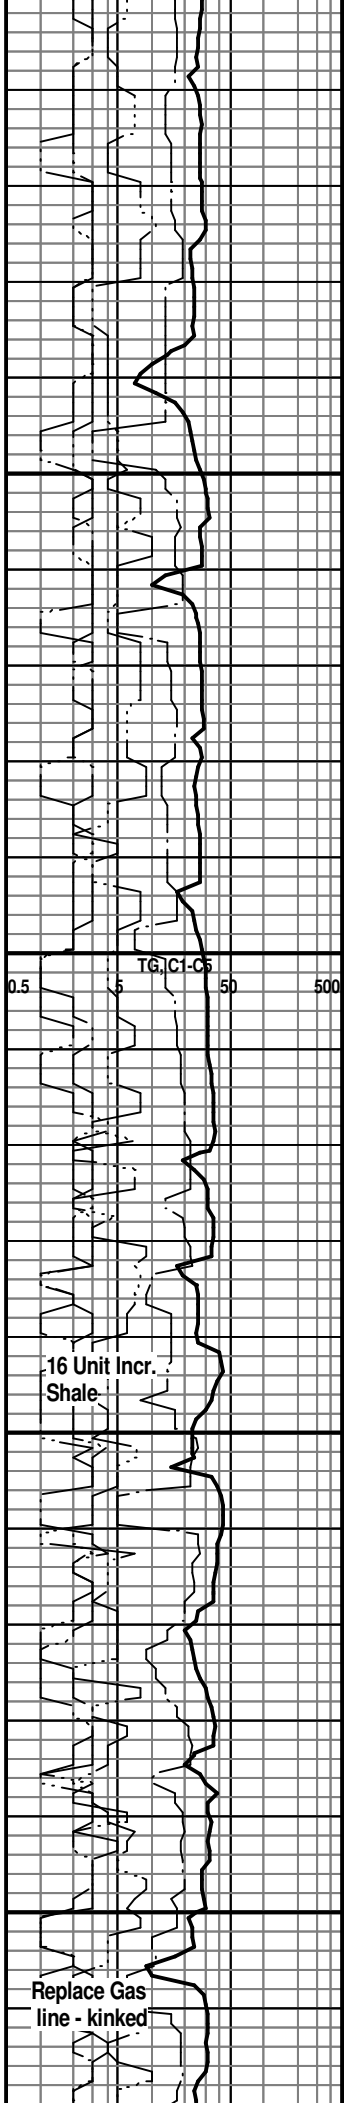 TG, C1-C5
0.5 5 50 500
16 Unit Incr.
Shale
Replace Gas
line - kinked